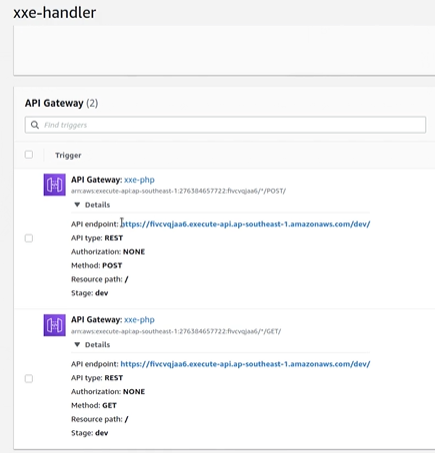 xxe-handler
API Gateway (2)
Find triggers
Trigger
API Gateway: xxe-php
arn:aws:execute-api:ap-southeast-1:276384657722:fivcvqjaa6/*/POST/
▼ Details
API endpoint: https://fivcvqjaa6.execute-api.ap-southeast-1.amazonaws.com/dev/
API type: REST
Authorization: NONE
Method: POST
Resource path: /
Stage: dev
API Gateway: xxe-php
arn:aws:execute-api:ap-southeast-1:276384657722:fivcvqjaa6/*/GET/
▼ Details
API endpoint: https://fivcvqjaa6.execute-api.ap-southeast-1.amazonaws.com/dev/
API type: REST
Authorization: NONE
Method: GET
Resource path: /
Stage: dev